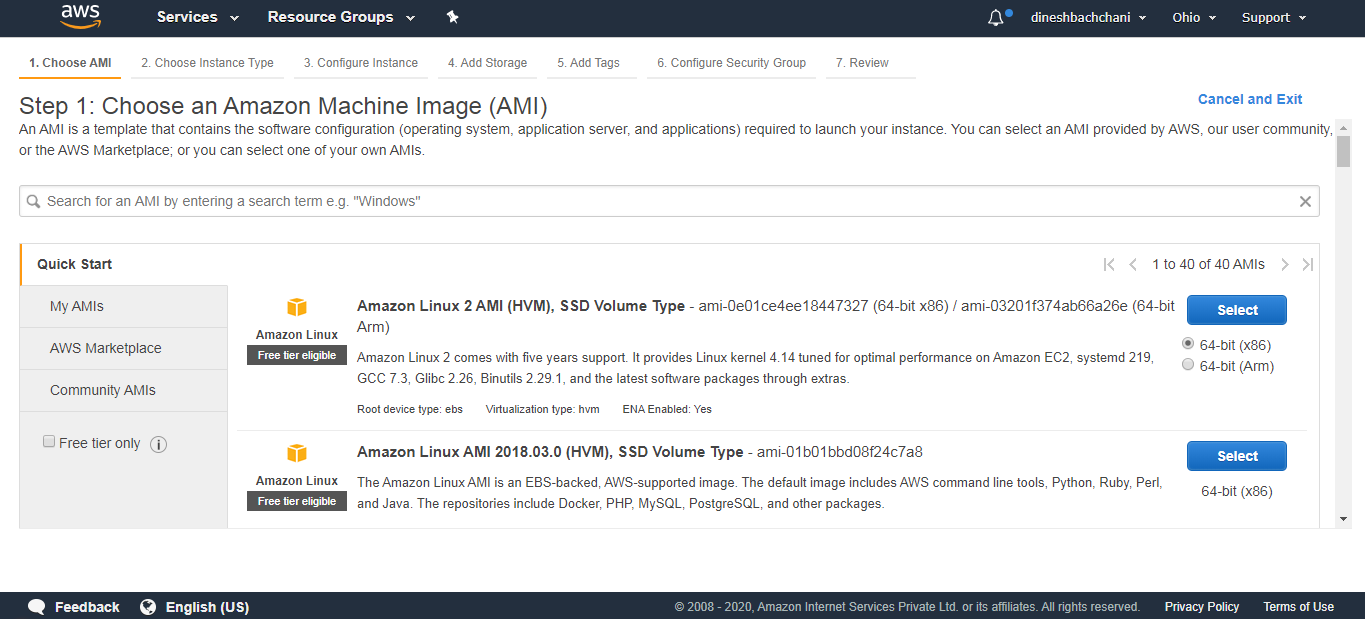 aws Services Resource Groups dineshbachchani Ohio Support
1. Choose AMI 2. Choose Instance Type 3. Configure Instance 4. Add Storage 5. Add Tags 6. Configure Security Group 7. Review
Step 1: Choose an Amazon Machine Image (AMI)
Cancel and Exit
An AMI is a template that contains the software configuration (operating system, application server, and applications) required to launch your instance. You can select an AMI provided by AWS, our user community,
or the AWS Marketplace; or you can select one of your own AMIs.
Search for an AMI by entering a search term e.g. "Windows"
Quick Start
1 to 40 of 40 AMIs
My AMIs
AWS Marketplace
Community AMIs
Free tier only
Amazon Linux
Free tier eligible
Amazon Linux 2 AMI (HVM), SSD Volume Type - ami-0e01ce4ee18447327 (64-bit x86) / ami-03201f374ab66a26e (64-bit
Arm)
Amazon Linux 2 comes with five years support. It provides Linux kernel 4.14 tuned for optimal performance on Amazon EC2, systemd 219,
GCC 7.3, Glibc 2.26, Binutils 2.29.1, and the latest software packages through extras.
Root device type: ebs Virtualization type: hvm ENA Enabled: Yes
Select
64-bit (x86)
64-bit (Arm)
Amazon Linux
Free tier eligible
Amazon Linux AMI 2018.03.0 (HVM), SSD Volume Type - ami-01b01bbd08f24c7a8
The Amazon Linux AMI is an EBS-backed, AWS-supported image. The default image includes AWS command line tools, Python, Ruby, Perl,
and Java. The repositories include Docker, PHP, MySQL, PostgreSQL, and other packages.
Select
64-bit (x86)
Feedback English (US) © 2008 - 2020, Amazon Internet Services Private Ltd. or its affiliates. All rights reserved. Privacy Policy Terms of Use